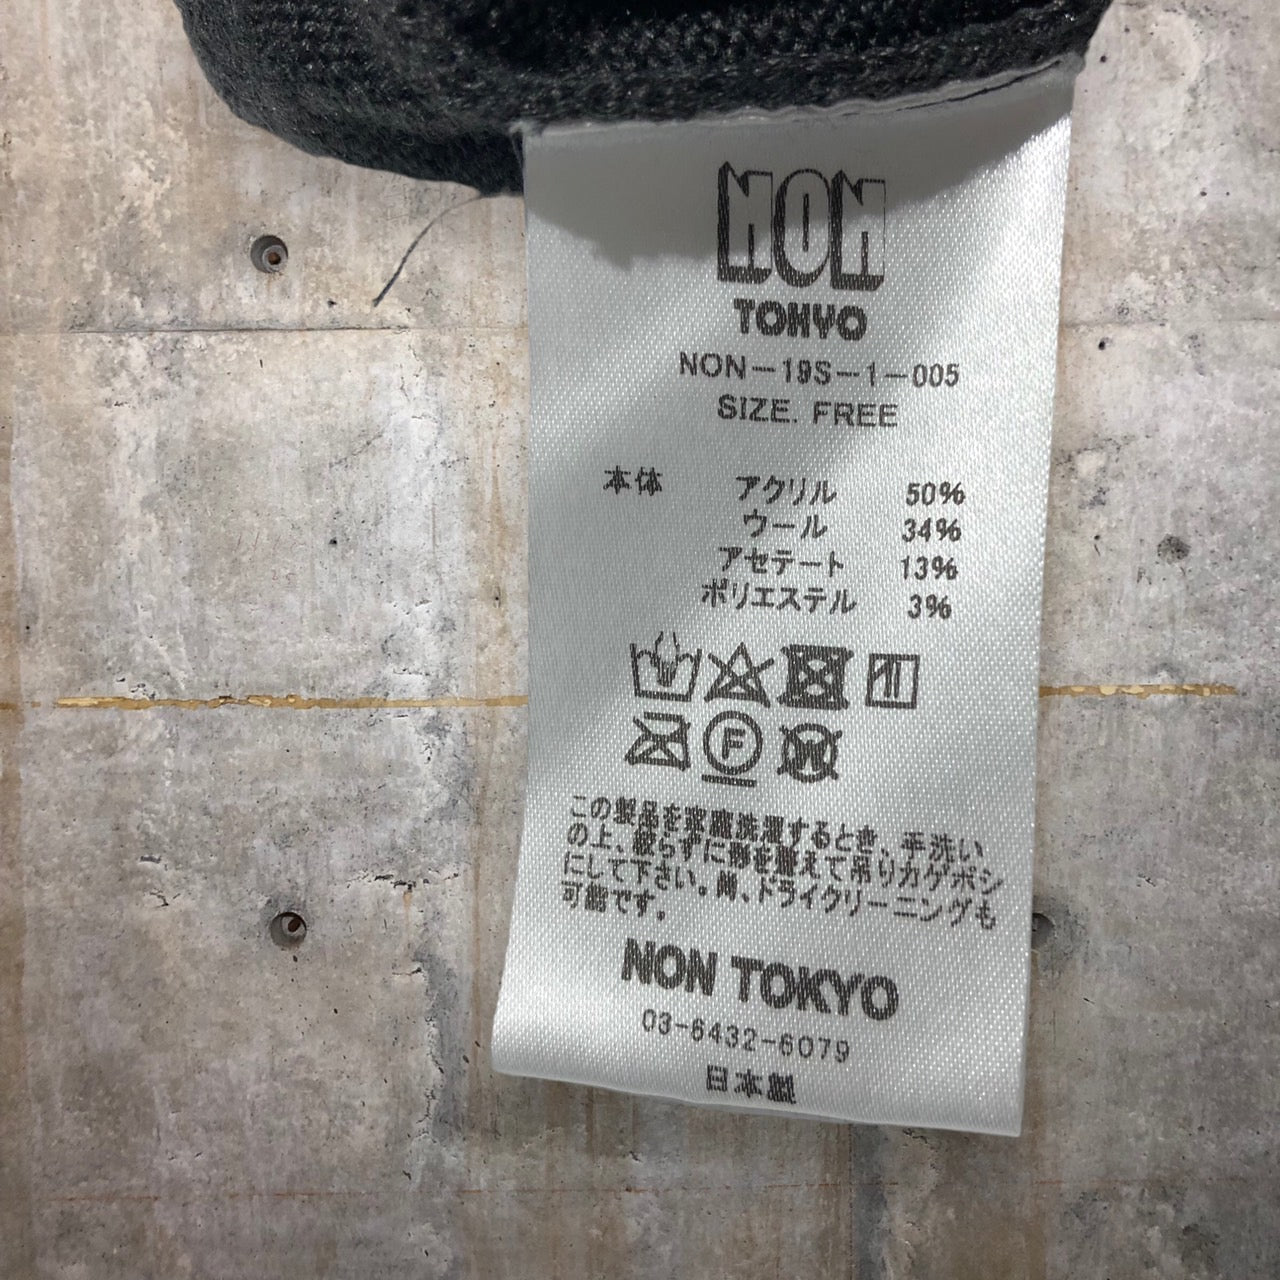 NON
TOKYO
NON-19S-1-005
SIZE. FREE
本体 アクリル 50%
ウール 34%
アセテート 13%
ポリエステル 3%
F
W
この製品を家庭洗濯するとき、手洗い
の上、絞らずに形を整えて吊りカゲボシ
にして下さい。尚、ドライクリーニングも
可能です。
NON TOKYO
03-6432-6079
日本製